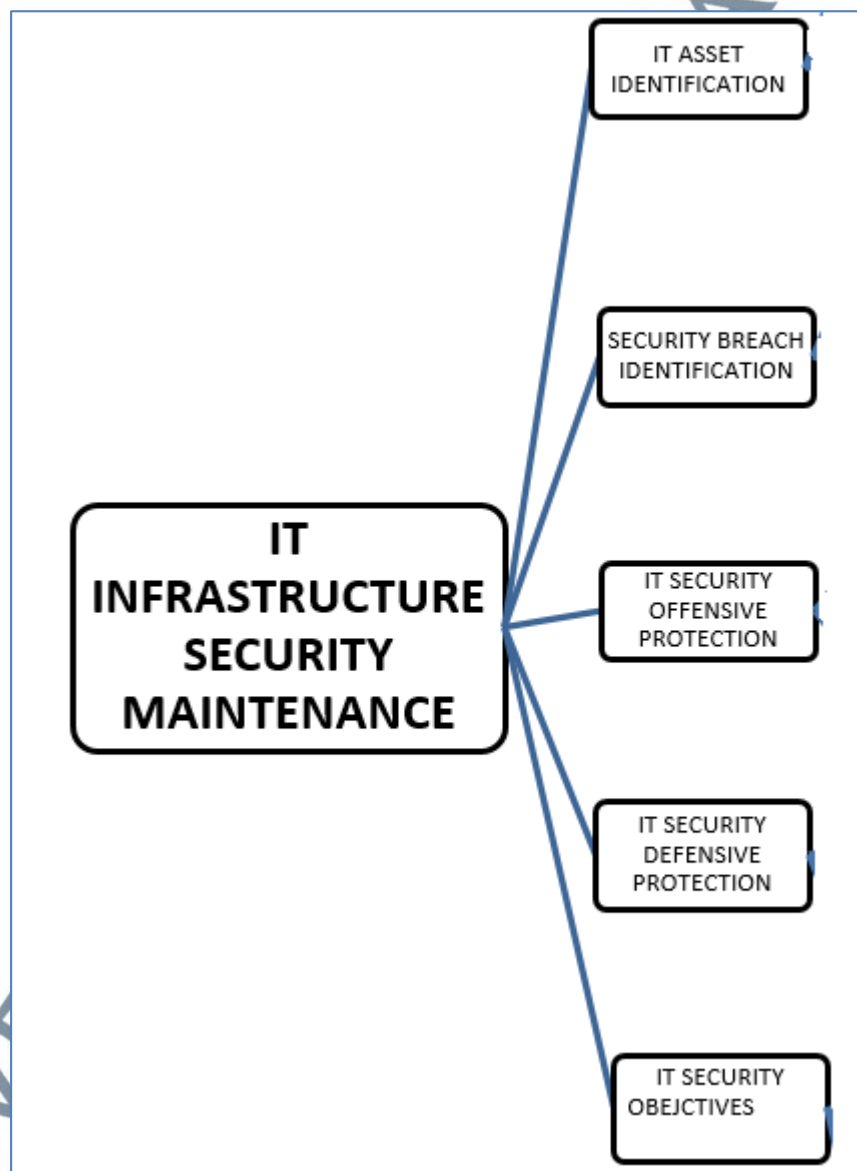 IT ASSET
IDENTIFICATION
SECURITY BREACH
IDENTIFICATION
IT
INFRASTRUCTURE
SECURITY
MAINTENANCE
IT SECURITY
OFFENSIVE
PROTECTION
IT SECURITY
DEFENSIVE
PROTECTION
IT SECURITY
OBEJCTIVES